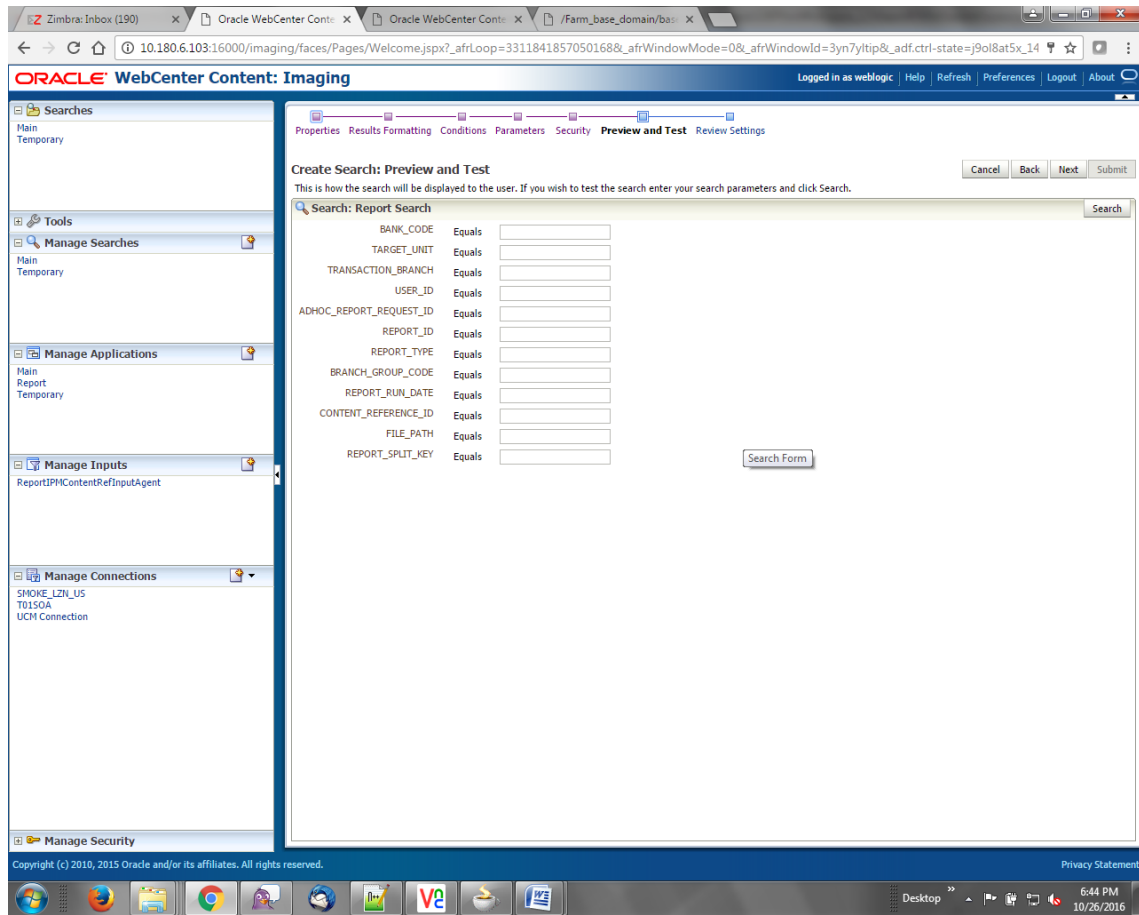 Zimbra: Inbox (190)
Oracle WebCenter Conte
Oracle WebCenter Conte
/Farm_base_domain/bas
10.180.6.103:16000/imaging/faces/Pages/Welcome.jspx?_afrLoop=3311841857050168&_afrWindowMode=0&_afrWindowId=3yn7yltip&_adf.ctrl-state=j9ol8at5x_14
ORACLE WebCenter Content: Imaging
Logged in as weblogic Help Refresh Preferences Logout About
Searches
Main
Temporary
Tools
Manage Searches
Main
Temporary
Manage Applications
Main
Report
Temporary
Manage Inputs
ReportIPMContentRefInputAgent
Manage Connections
SMOKE_LZN_US
T01SOA
UCM Connection
Manage Security
Properties Results Formatting Conditions Parameters Security Preview and Test Review Settings
Create Search: Preview and Test
Cancel Back Next Submit
This is how the search will be displayed to the user. If you wish to test the search enter your search parameters and click Search.
Search: Report Search
Search
BANK_CODE Equals
TARGET_UNIT Equals
TRANSACTION_BRANCH Equals
USER_ID Equals
ADHOC_REPORT_REQUEST_ID Equals
REPORT_ID Equals
REPORT_TYPE Equals
BRANCH_GROUP_CODE Equals
REPORT_RUN_DATE Equals
CONTENT_REFERENCE_ID Equals
FILE_PATH Equals
REPORT_SPLIT_KEY Equals
Search Form
Copyright (c) 2010, 2015 Oracle and/or its affiliates. All rights reserved.
Privacy Statement
Desktop
6:44 PM
10/26/2016